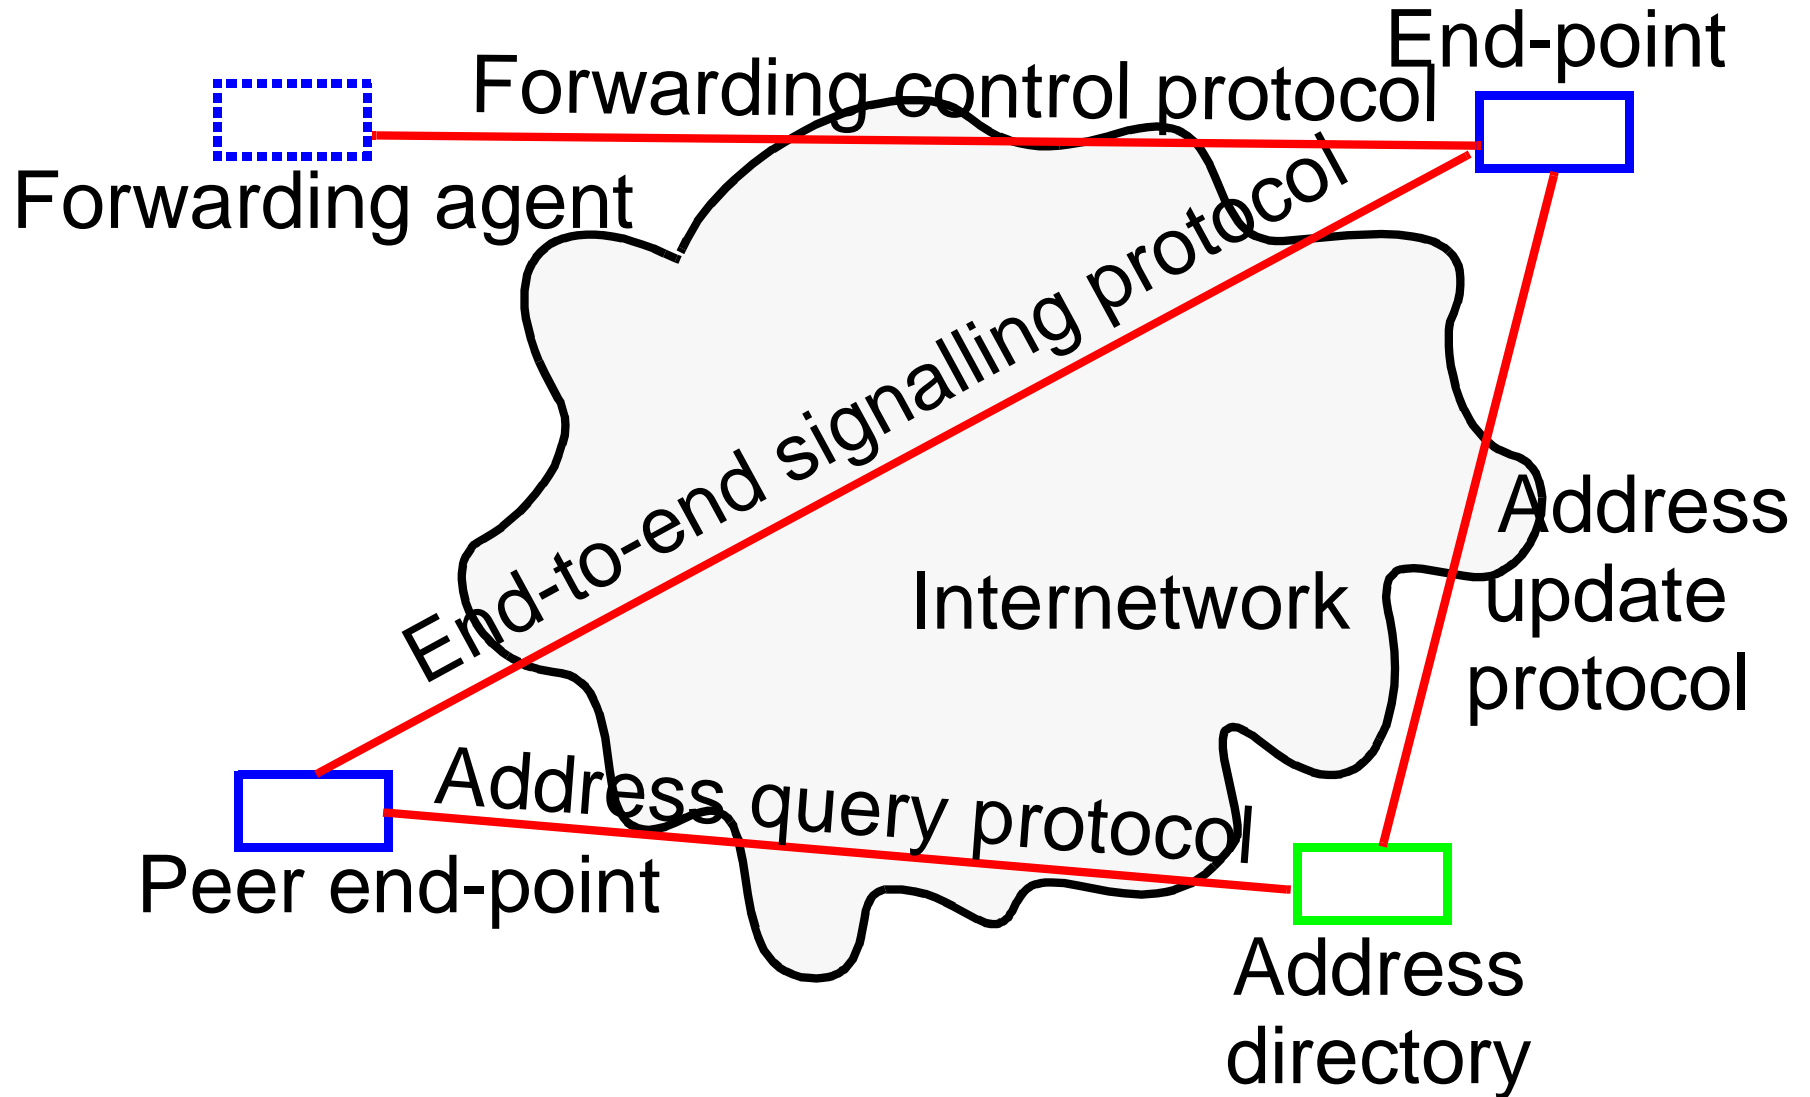 End-point
Forwarding control protocol
Forwarding agent
End-to-end signalling protocol
Address
update
protocol
Internetwork
Address query protocol
Peer end-point
Address
directory